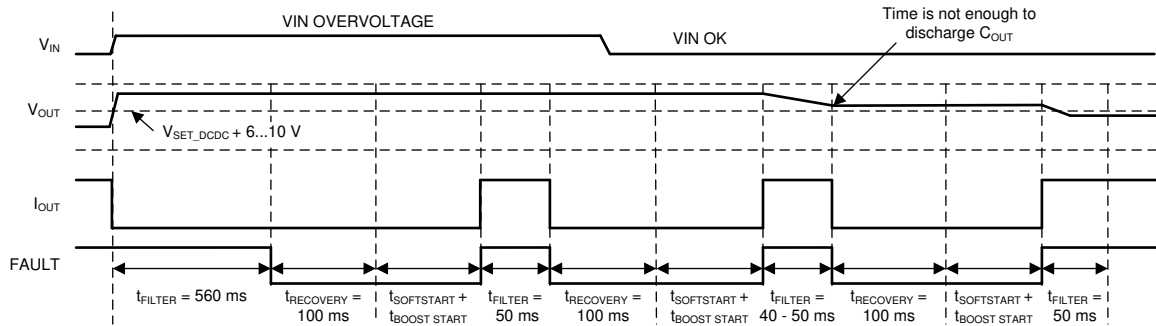 VIN OVERVOLTAGE
Time is not enough to
discharge COUT
VIN
VIN OK
VOUT
VSET_DCDC + 6...10 V
IOUT
FAULT
tFILTER = 560 ms
tRECOVERY =
100 ms
tSOFTSTART +
tBOOST START
tFILTER =
50 ms
tRECOVERY =
100 ms
tSOFTSTART +
tBOOST START
tFILTER =
40 - 50 ms
tRECOVERY =
100 ms
tSOFTSTART +
tBOOST START
tFILTER =
50 ms